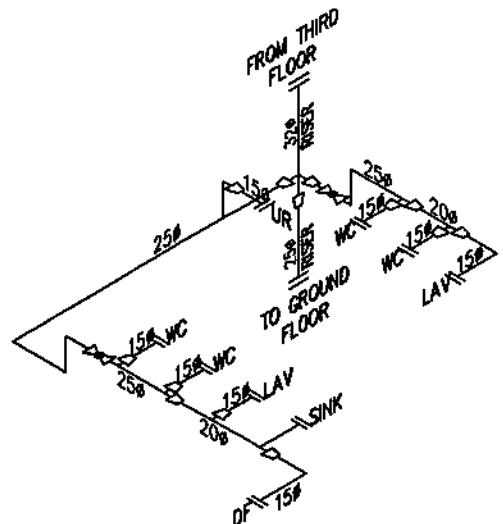 FROM THIRD
FLOOR
32ø
RISER
25ø
15ø
UR
15ø
WC
20ø
15ø
WC
25ø
RISER
15ø
LAV
25ø
TO GROUND
FLOOR
15ø
WC
15ø
WC
25ø
15ø
LAV
20ø
SINK
DF
15ø